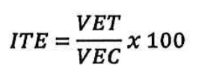 ITE = VET/VEC x 100